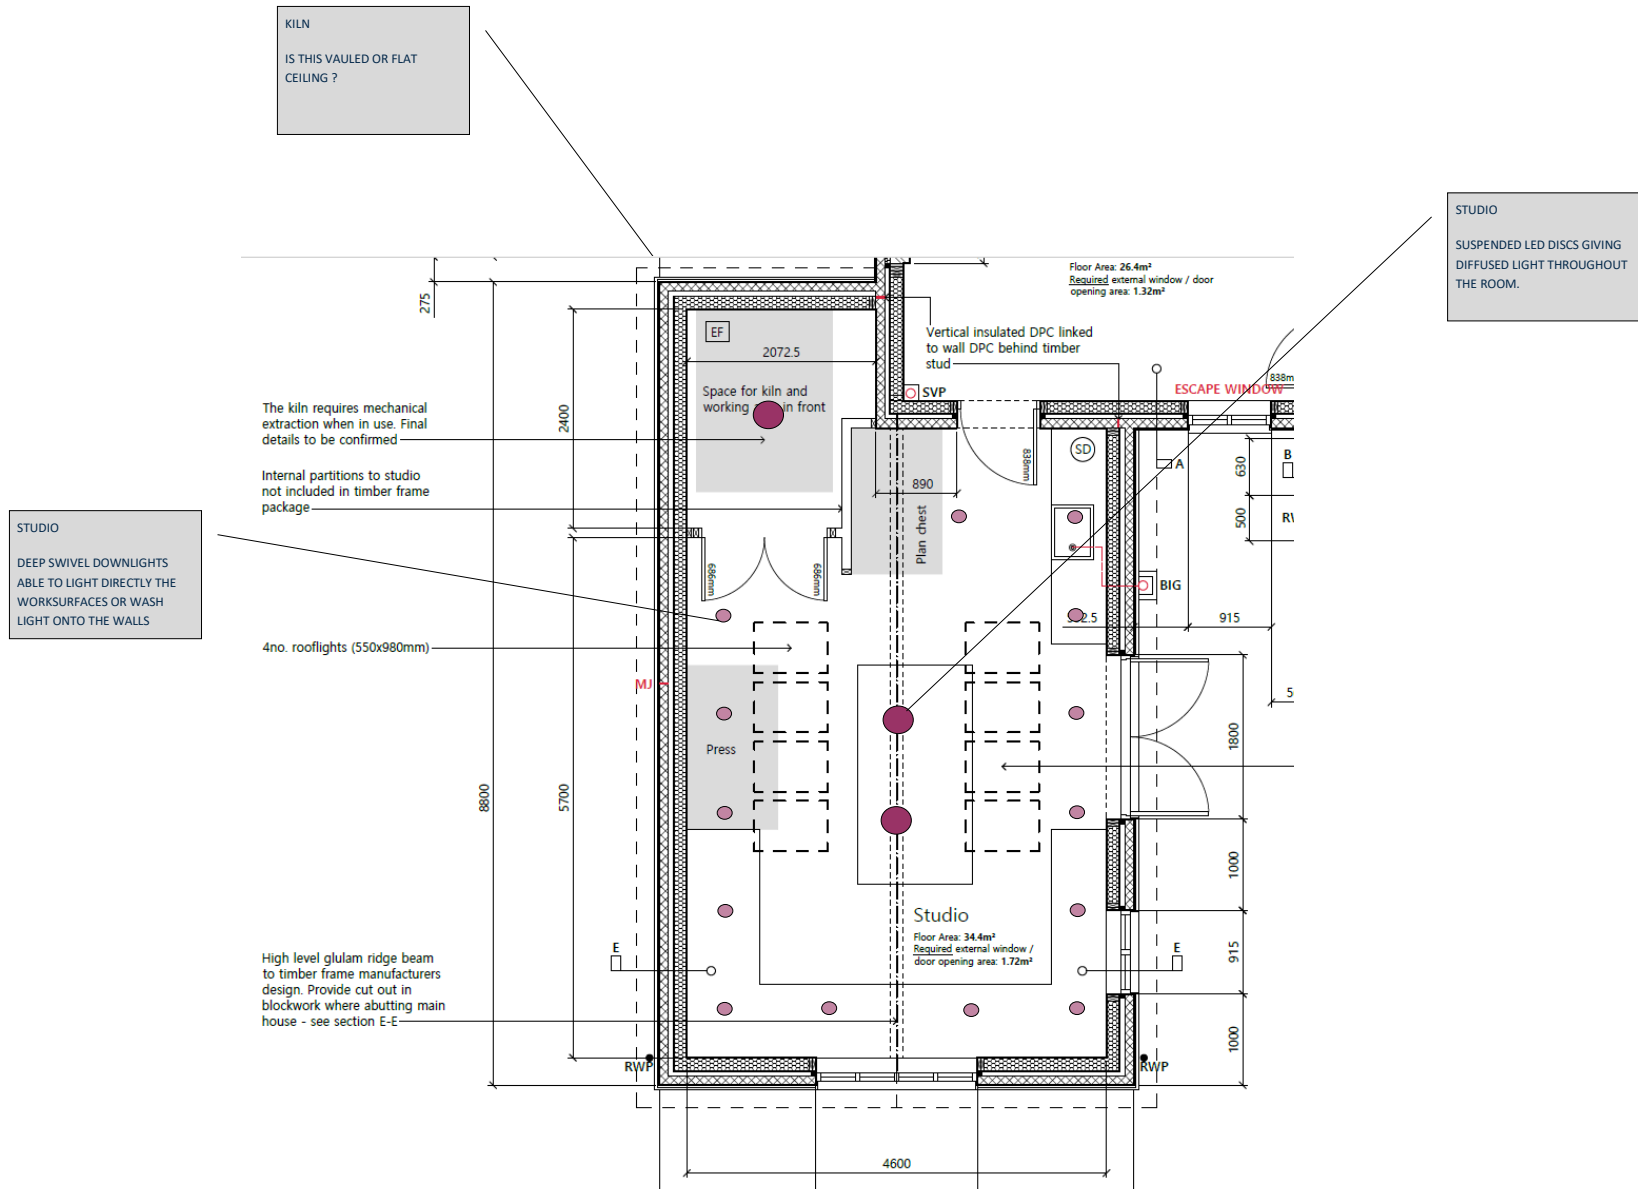 KILN
IS THIS VAULED OR FLAT
CEILING ?
STUDIO
SUSPENDED LED DISCS GIVING
DIFFUSED LIGHT THROUGHOUT
THE ROOM.
Floor Area: 26.4m²
Required external window / door
opening area: 1.32m²
275
EF
2072.5
Vertical insulated DPC linked
to wall DPC behind timber
stud
838m
ESCAPE WINDOW
SVP
Space for kiln and
working in front
2400
The kiln requires mechanical
extraction when in use. Final
details to be confirmed
Internal partitions to studio
not included in timber frame
package
SD
838mm
A
B
630
890
500
Plan chest
STUDIO
DEEP SWIVEL DOWNLIGHTS
ABLE TO LIGHT DIRECTLY THE
WORKSURFACES OR WASH
LIGHT ONTO THE WALLS
686mm
686mm
BIG
2.5
915
4no. rooflights (550x980mm)
MJ
5
Press
1800
8800
5700
1000
Studio
Floor Area: 34.4m²
Required external window /
door opening area: 1.72m²
E
E
915
High level glulam ridge beam
to timber frame manufacturers
design. Provide cut out in
blockwork where abutting main
house - see section E-E
1000
RWP
RWP
4600